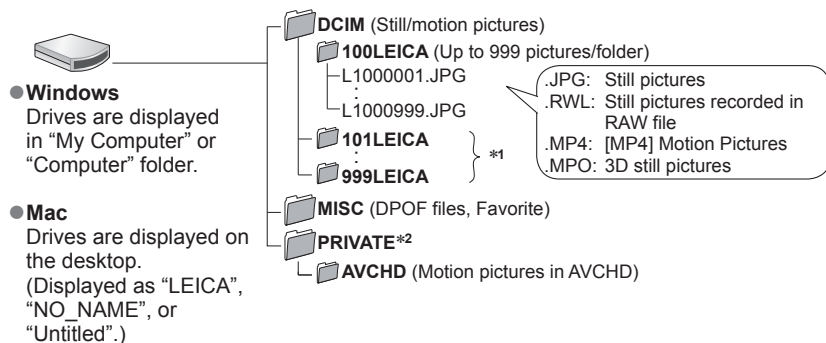 ●Windows
Drives are displayed
in “My Computer” or
“Computer” folder.
●Mac
Drives are displayed on
the desktop.
(Displayed as “LEICA”,
“NO_NAME”, or
“Untitled”.)
DCIM (Still/motion pictures)
100LEICA (Up to 999 pictures/folder)
L1000001.JPG
L1000999.JPG
101LEICA
999LEICA
*1
MISC (DPOF files, Favorite)
PRIVATE*2
AVCHD (Motion pictures in AVCHD)
.JPG: Still pictures
.RWL: Still pictures recorded in
RAW file
.MP4: [MP4] Motion Pictures
.MPO: 3D still pictures